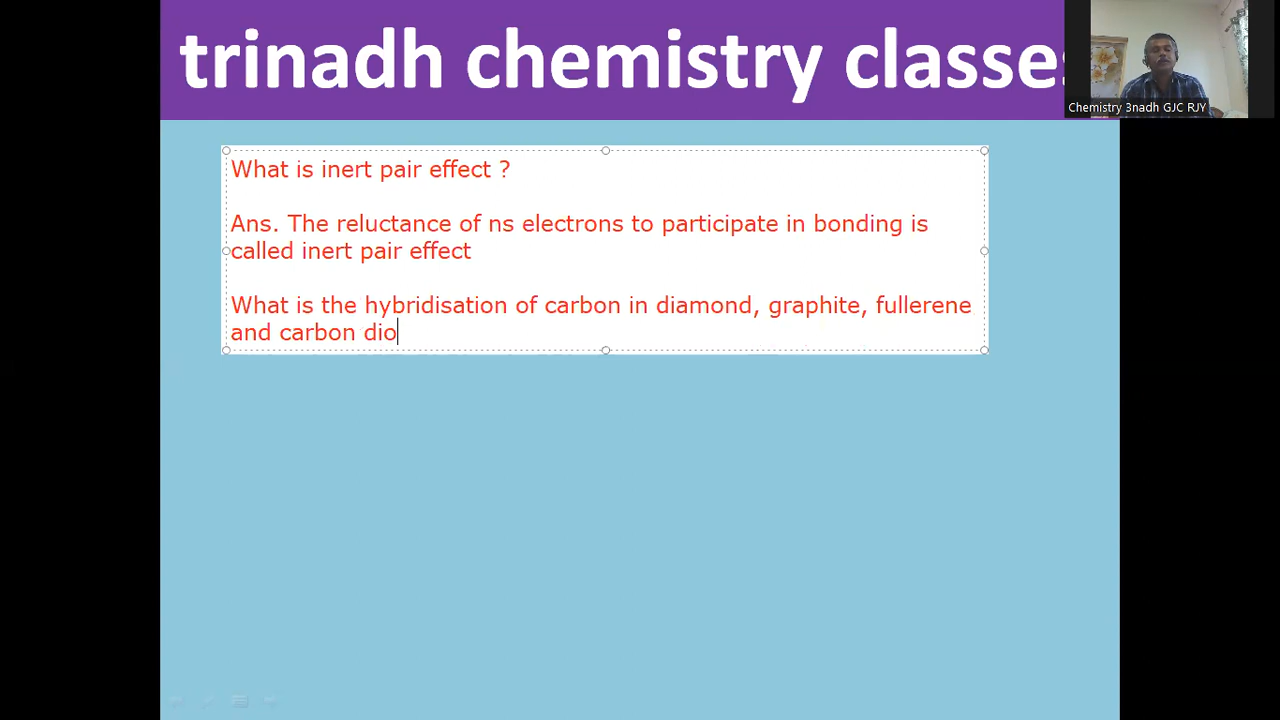 trinadh chemistry classes
Chemistry 3nadh GJC RJY
What is inert pair effect ?
Ans. The reluctance of ns electrons to participate in bonding is
called inert pair effect
What is the hybridisation of carbon in diamond, graphite, fullerene
and carbon dio